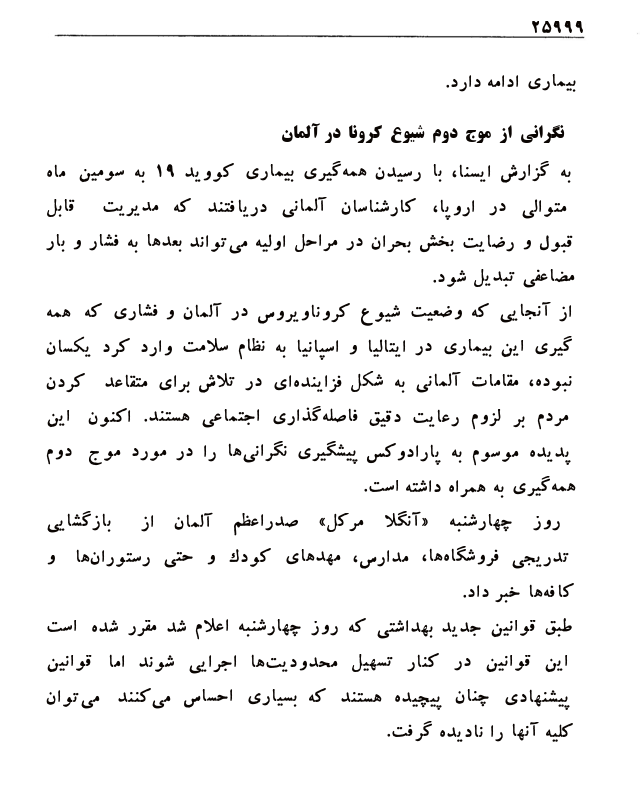 ۲۵۹۹۹
بیماری ادامه دارد.
نگرانی از موج دوم شیوع کرونا در آلمان
به گزارش ایسنا، با رسیدن همه‌گیری بیماری کووید ۱۹ به سومین ماه
متوالی در اروپا، کارشناسان آلمانی دریافتند که مدیریت قابل
قبول و رضایت بخش بحران در مراحل اولیه می‌تواند بعدها به فشار و بار
مضاعفی تبدیل شود.
از آنجایی که وضعیت شیوع کروناویروس در آلمان و فشاری که همه
گیری این بیماری در ایتالیا و اسپانیا به نظام سلامت وارد کرد یکسان
نبوده، مقامات آلمانی به شکل فزاینده‌ای در تلاش برای متقاعد کردن
مردم بر لزوم رعایت دقیق فاصله‌گذاری اجتماعی هستند. اکنون این
پدیده موسوم به پارادوکس پیشگیری نگرانی‌ها را در مورد موج دوم
همه‌گیری به همراه داشته است.
روز چهارشنبه «آنگلا مرکل» صدراعظم آلمان از بازگشایی
تدریجی فروشگاه‌ها، مدارس، مهدهای کودك و حتی رستوران‌ها و
کافه‌ها خبر داد.
طبق قوانین جدید بهداشتی که روز چهارشنبه اعلام شد مقرر شده است
این قوانین در کنار تسهیل محدودیت‌ها اجرایی شوند اما قوانین
پیشنهادی چنان پیچیده هستند که بسیاری احساس می‌کنند می‌توان
کلیه آنها را نادیده گرفت.